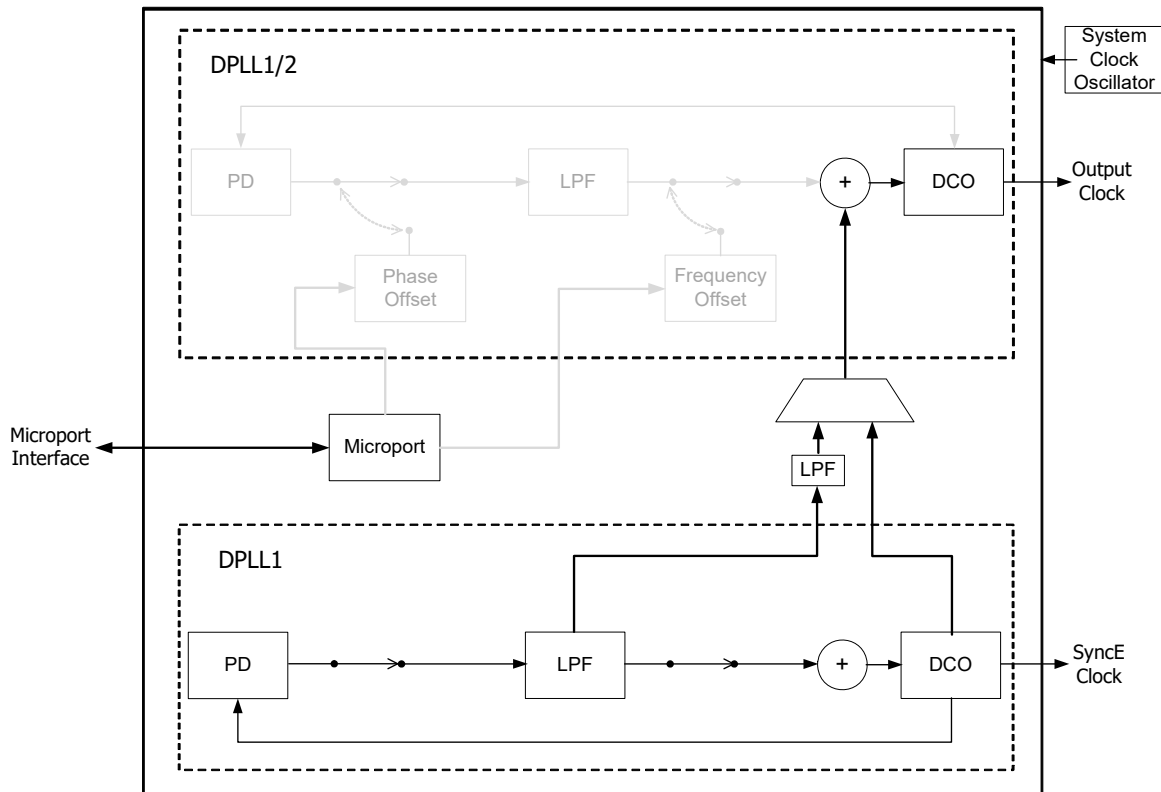 System
Clock
Oscillator
DPLL1/2
PD
LPF
+
DCO
Output
Clock
Phase
Offset
Frequency
Offset
Microport
Interface
Microport
LPF
DPLL1
PD
LPF
+
DCO
SyncE
Clock